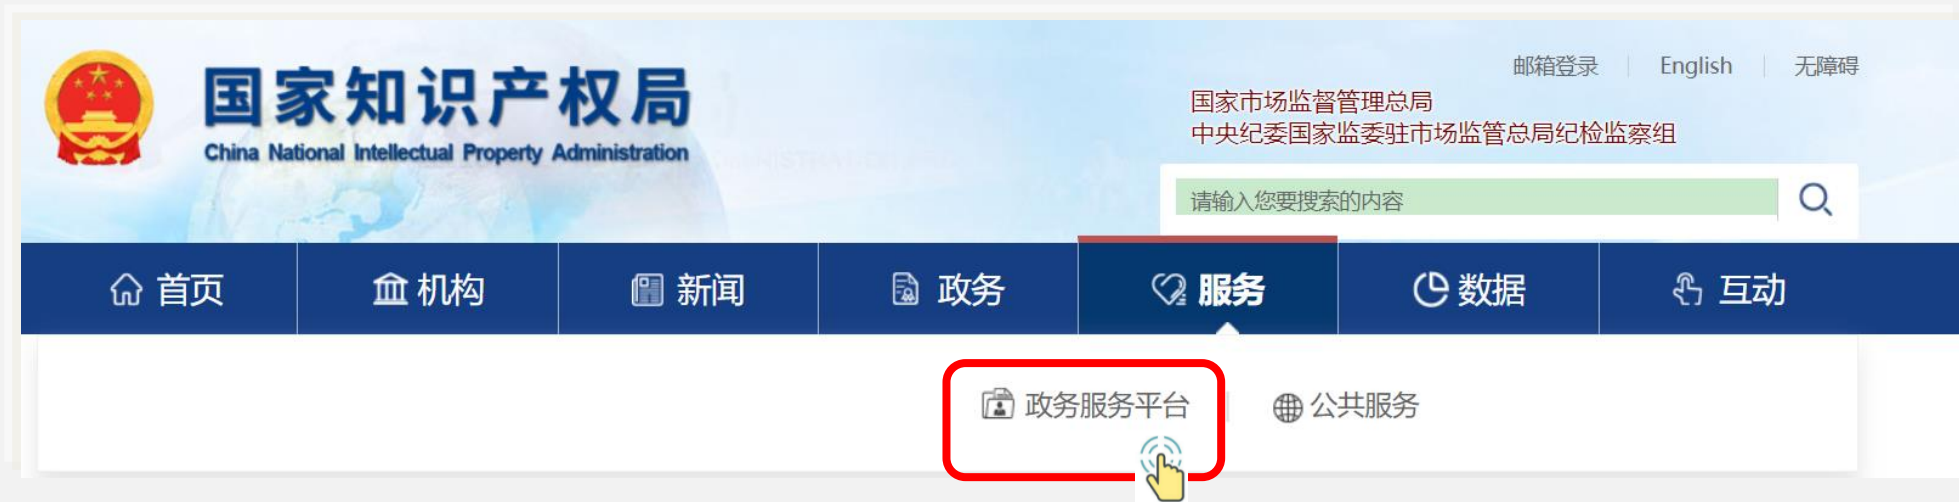 邮箱登录 English 无障碍
国家知识产权局
China National Intellectual Property Administration
国家市场监督管理总局
中央纪委国家监委驻市场监管总局纪检监察组
请输入您要搜索的内容
首页 机构 新闻 政务 服务 数据 互动
政务服务平台 公共服务